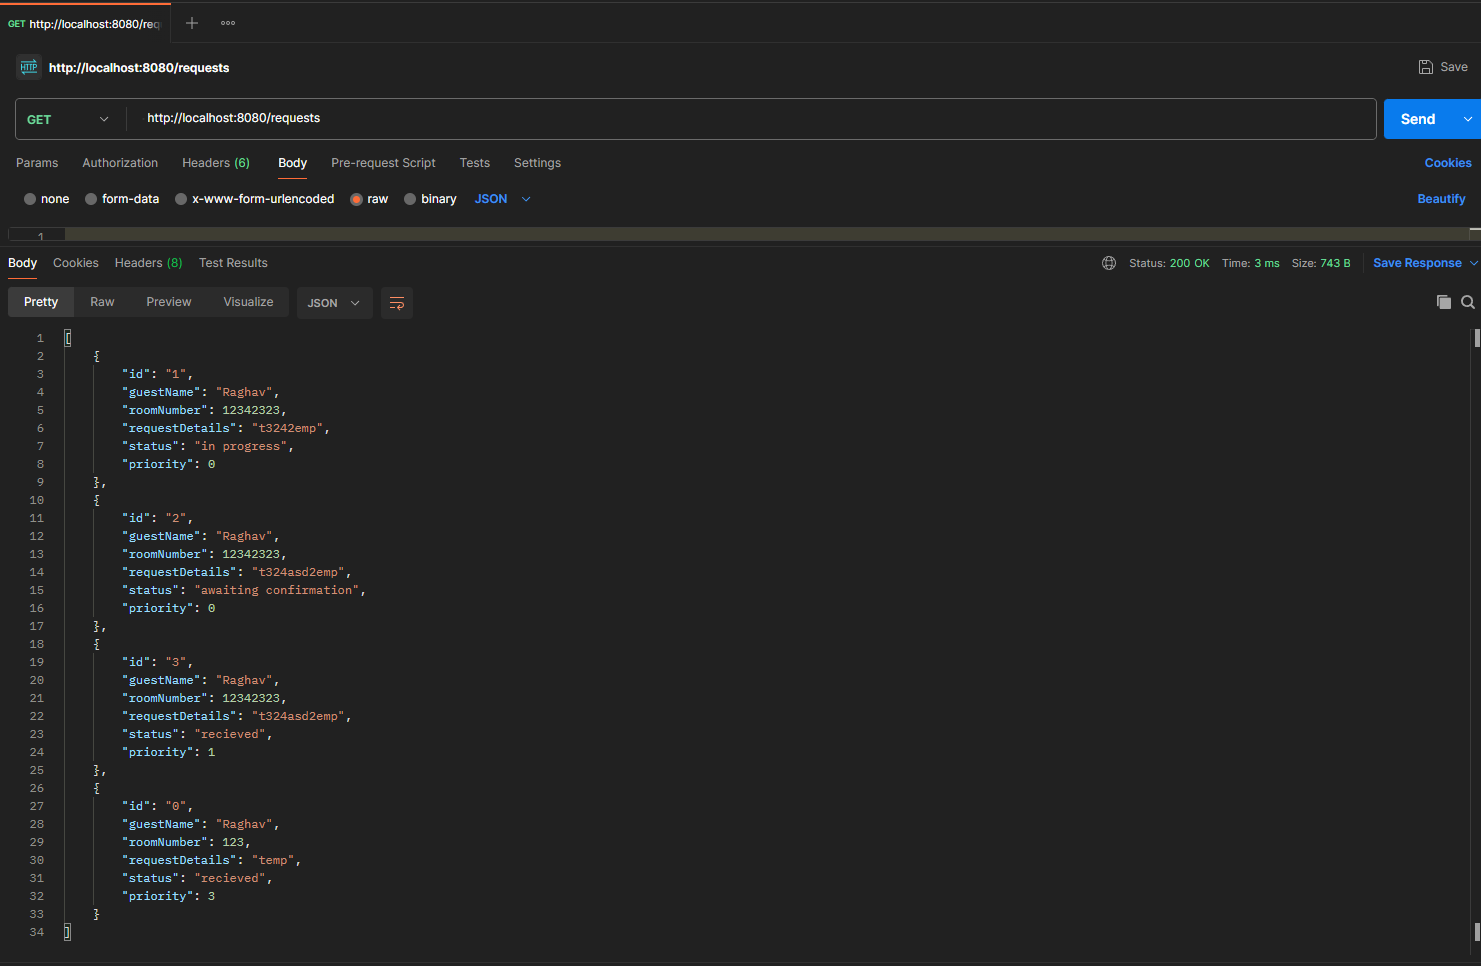 GET http://localhost:8080/req
HTTP http://localhost:8080/requests
Save
GET http://localhost:8080/requests
Send
Params Authorization Headers (6) Body Pre-request Script Tests Settings Cookies
none form-data x-www-form-urlencoded raw binary JSON Beautify
1
Body Cookies Headers (8) Test Results Status: 200 OK Time: 3 ms Size: 743 B Save Response
Pretty Raw Preview Visualize JSON
1 [
2 {
3 "id": "1",
4 "guestName": "Raghav",
5 "roomNumber": 12342323,
6 "requestDetails": "t3242emp",
7 "status": "in progress",
8 "priority": 0
9 },
10 {
11 "id": "2",
12 "guestName": "Raghav",
13 "roomNumber": 12342323,
14 "requestDetails": "t324asd2emp",
15 "status": "awaiting confirmation",
16 "priority": 0
17 },
18 {
19 "id": "3",
20 "guestName": "Raghav",
21 "roomNumber": 12342323,
22 "requestDetails": "t324asd2emp",
23 "status": "recieved",
24 "priority": 1
25 },
26 {
27 "id": "0",
28 "guestName": "Raghav",
29 "roomNumber": 123,
30 "requestDetails": "temp",
31 "status": "recieved",
32 "priority": 3
33 }
34 ]